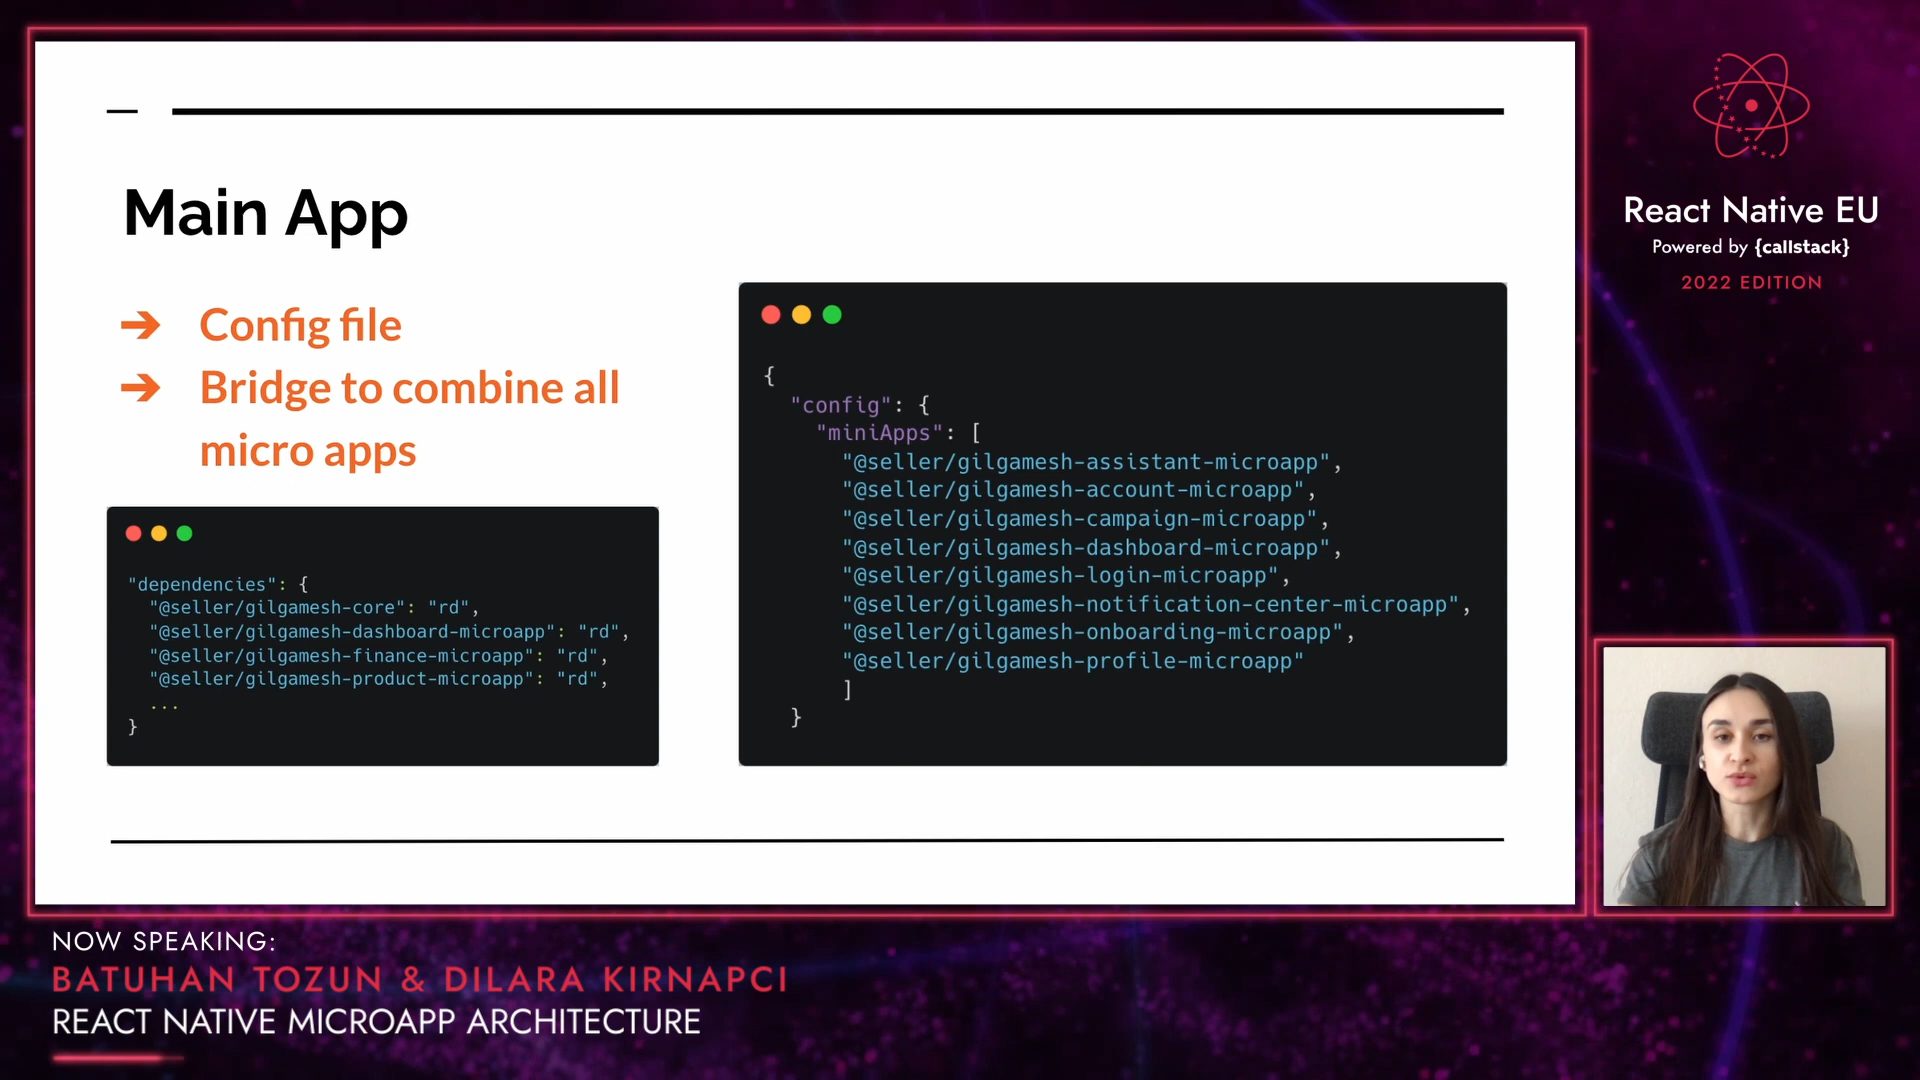 Main App
➔ Config file
➔ Bridge to combine all
micro apps
"dependencies": {
"@seller/gilgamesh-core": "rd",
"@seller/gilgamesh-dashboard-microapp": "rd",
"@seller/gilgamesh-finance-microapp": "rd",
"@seller/gilgamesh-product-microapp": "rd",
...
}
{
"config": {
"miniApps": [
"@seller/gilgamesh-assistant-microapp",
"@seller/gilgamesh-account-microapp",
"@seller/gilgamesh-campaign-microapp",
"@seller/gilgamesh-dashboard-microapp",
"@seller/gilgamesh-login-microapp",
"@seller/gilgamesh-notification-center-microapp",
"@seller/gilgamesh-onboarding-microapp",
"@seller/gilgamesh-profile-microapp"
]
}
React Native EU
Powered by {callstack}
2022 EDITION
NOW SPEAKING:
BATUHAN TOZUN & DILARA KIRNAPCI
REACT NATIVE MICROAPP ARCHITECTURE